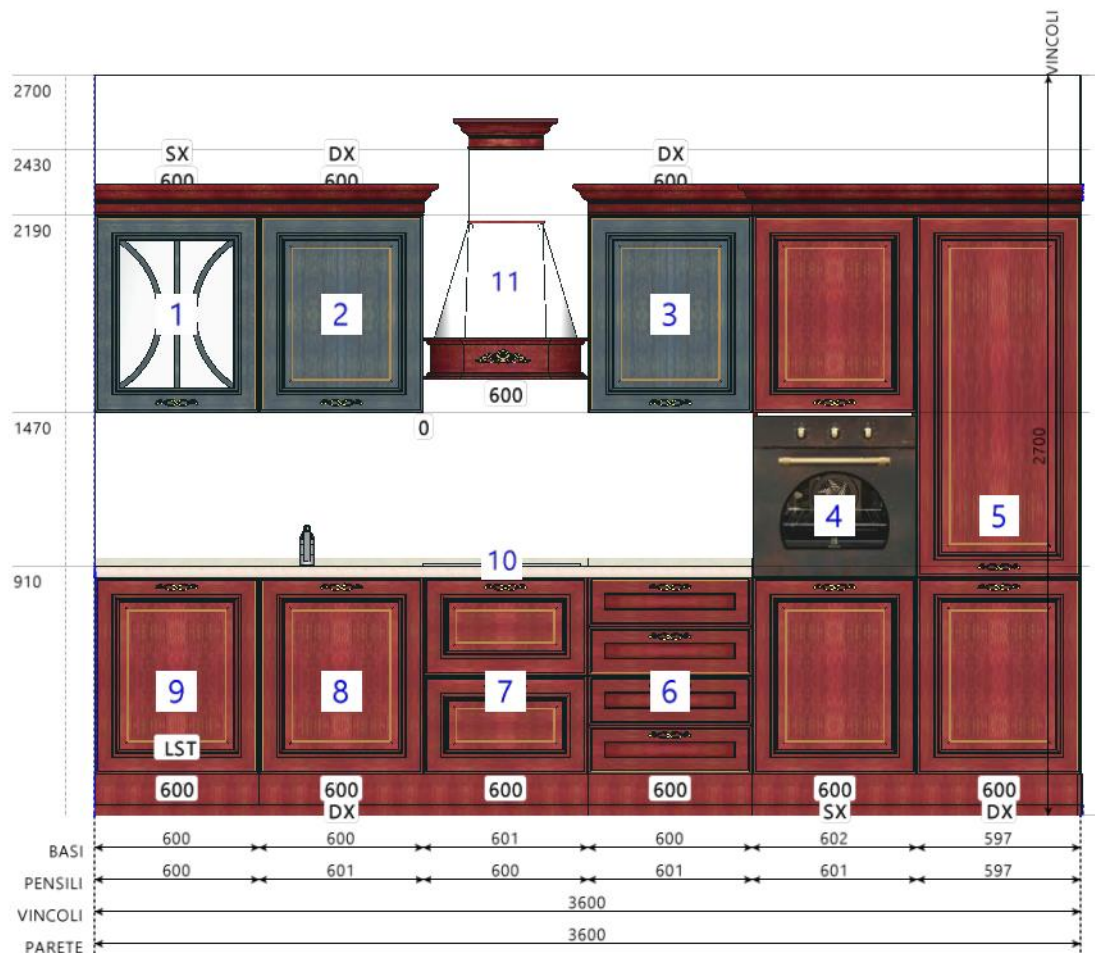 VINCOLI
2700
2430
SX DX DX
600 600 600
2190
11
1 2 3
600
1470
0
2700
4 5
10
910
9 8 7 6
LST
600 600 600 600 600 600
DX SX DX
BASI 600 600 601 600 602 597
PENSILI 600 601 600 601 601 597
VINCOLI 3600
PARETE 3600